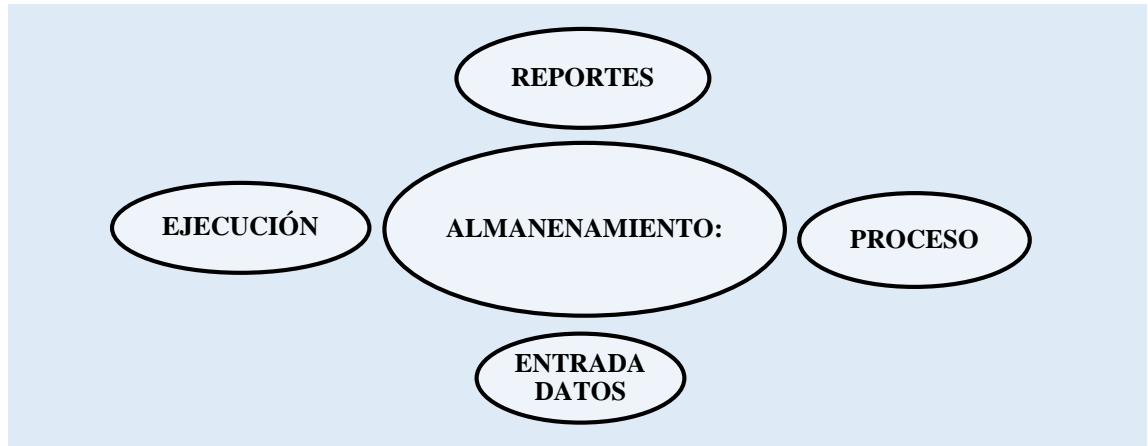 REPORTES
EJECUCIÓN
ALMANENAMIENTO:
PROCESO
ENTRADA
DATOS